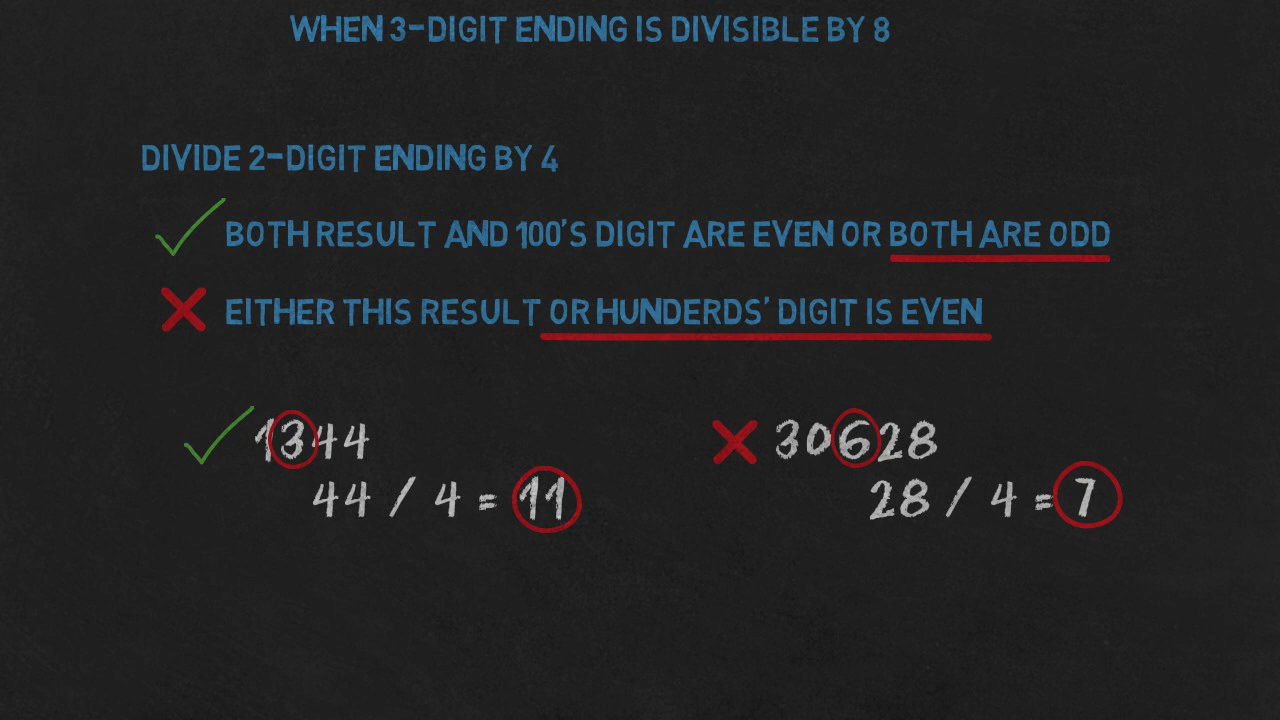 WHEN 3-DIGIT ENDING IS DIVISIBLE BY 8
DIVIDE 2-DIGIT ENDING BY 4
BOTH RESULT AND 100'S DIGIT ARE EVEN OR BOTH ARE ODD
EITHER THIS RESULT OR HUNDERDS' DIGIT IS EVEN
1344 30628
44 / 4 = 11 28 / 4 = 7